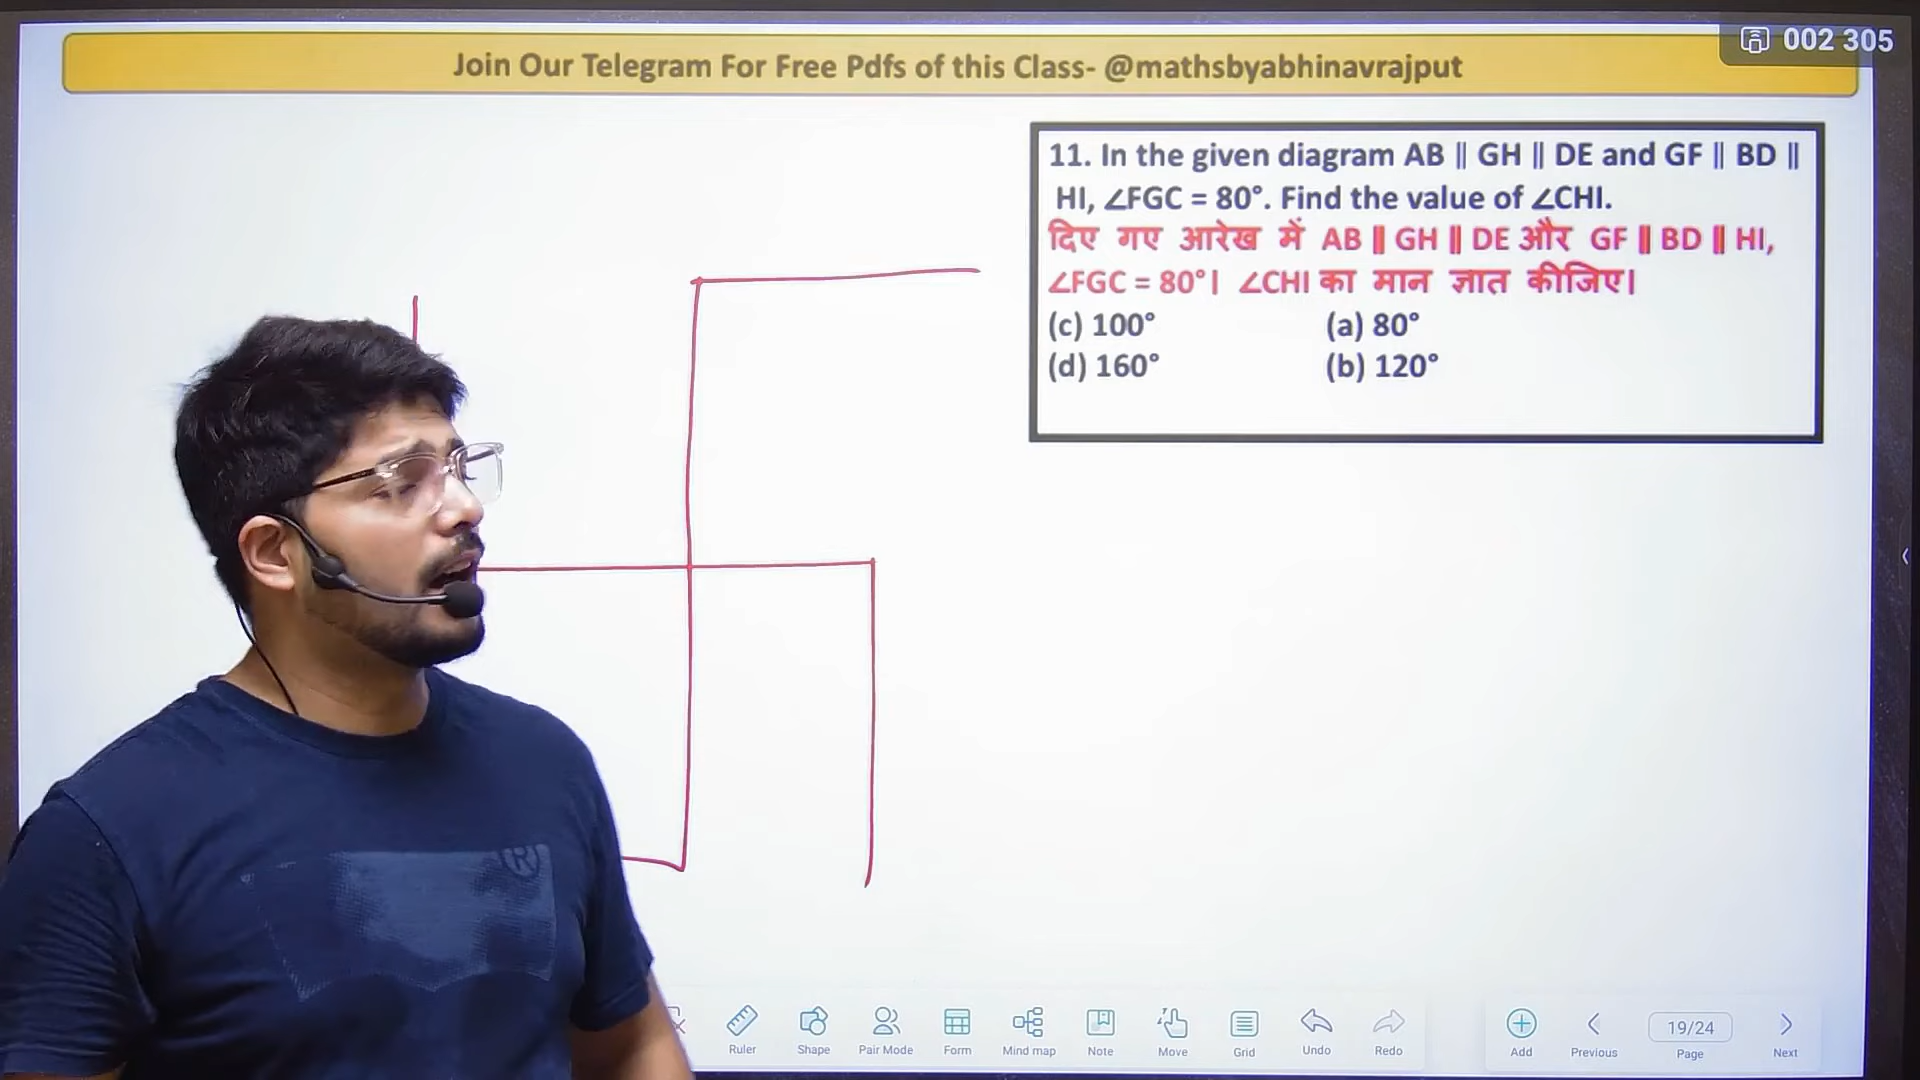 002 305
Join Our Telegram For Free Pdfs of this Class- @mathsbyabhinavrajput
11. In the given diagram AB || GH || DE and GF || BD ||
HI, ∠FGC = 80°. Find the value of ∠CHI.
दिए गए आरेख में AB || GH || DE और GF || BD || HI,
∠FGC = 80°। ∠CHI का मान ज्ञात कीजिए।
(c) 100° (a) 80°
(d) 160° (b) 120°
®
Ruler Shape Pair Mode Form Mind map Note Move Grid Undo Redo Add Previous 19/24 Page Next